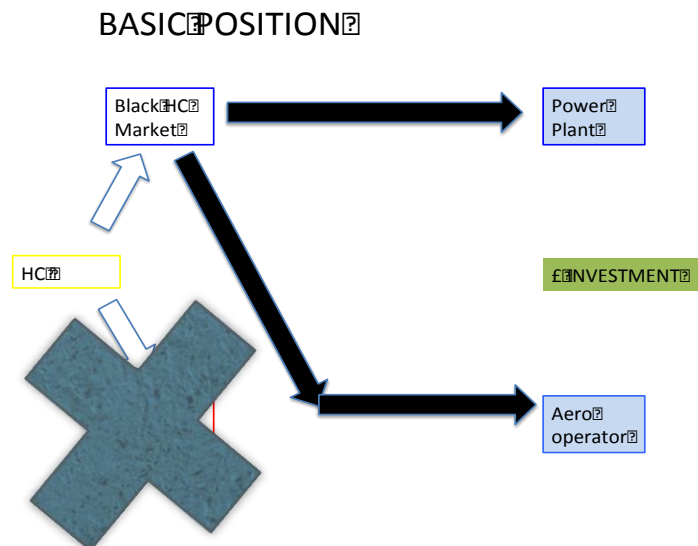 BASIC POSITION
Black HC
Market
Power
Plant
HC
£ INVESTMENT
Aero
operator